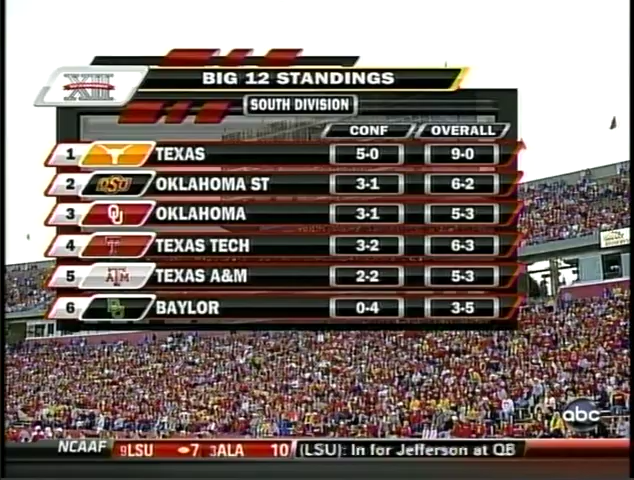 XII
BIG 12 STANDINGS
SOUTH DIVISION
CONF OVERALL
1 TEXAS 5-0 9-0
2 OSU OKLAHOMA ST 3-1 6-2
3 OU OKLAHOMA 3-1 5-3
4 TT TEXAS TECH 3-2 6-3
5 ATM TEXAS A&M 2-2 5-3
6 BU BAYLOR 0-4 3-5
abc
NCAAF 9LSU 7 3ALA 10 (LSU): In for Jefferson at QB